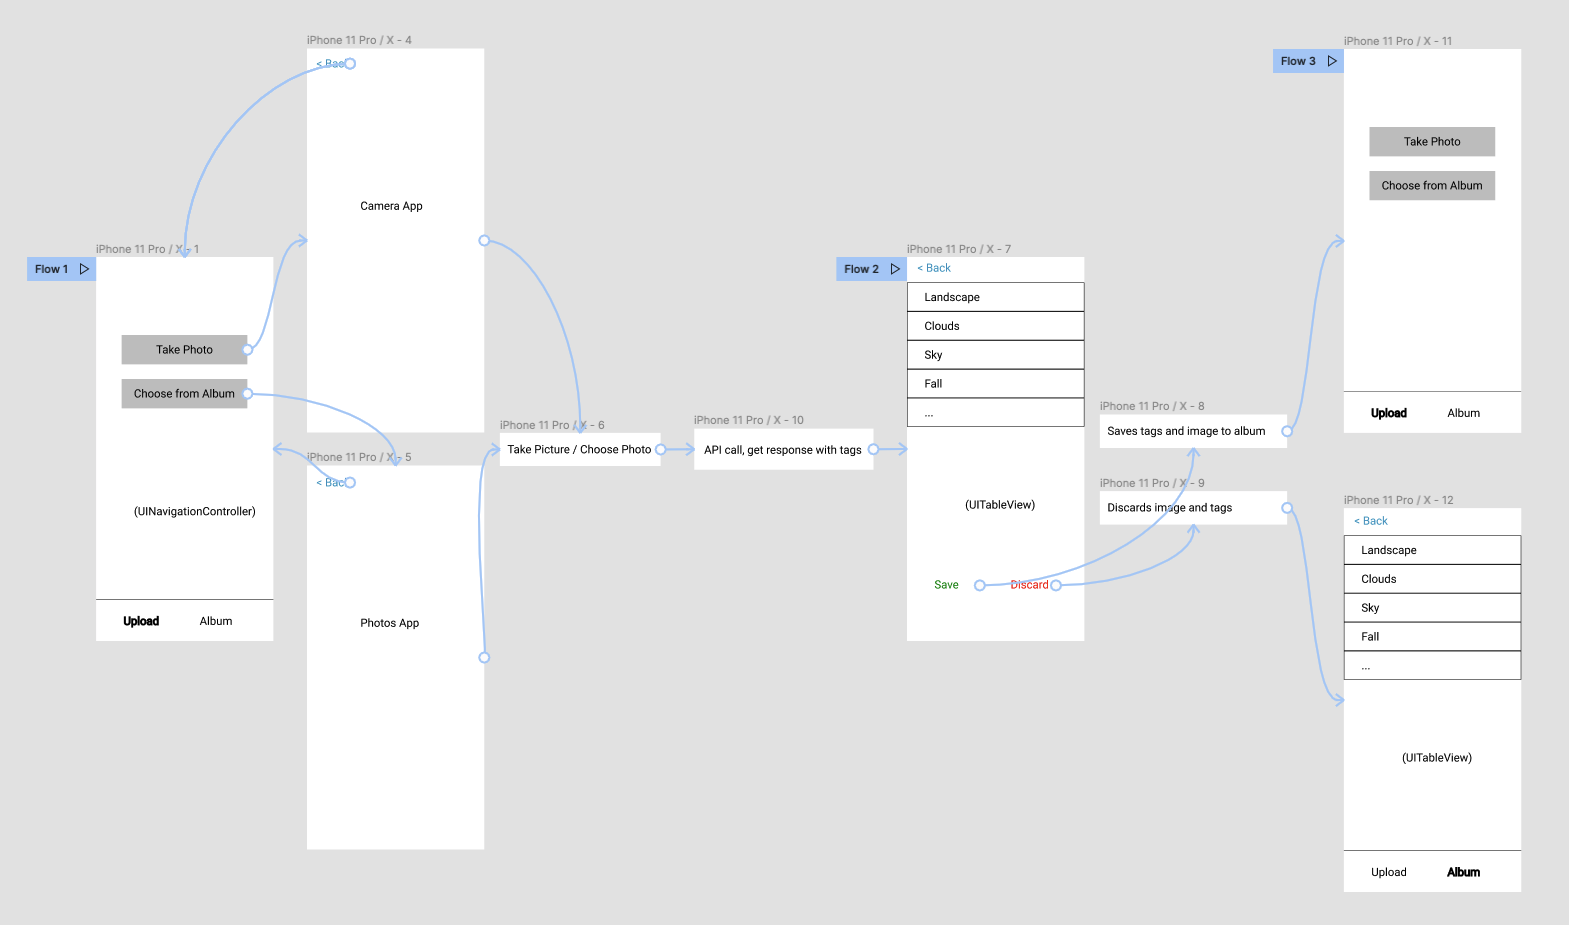 iPhone 11 Pro / X - 1
Flow 1
Take Photo
Choose from Album
(UINavigationController)
Upload
Album
iPhone 11 Pro / X - 4
< Back
Camera App
iPhone 11 Pro / X - 5
< Back
Photos App
iPhone 11 Pro / X - 6
Take Picture / Choose Photo
iPhone 11 Pro / X - 10
API call, get response with tags
iPhone 11 Pro / X - 7
Flow 2
< Back
Landscape
Clouds
Sky
Fall
...
(UITableView)
Save
Discard
iPhone 11 Pro / X - 8
Saves tags and image to album
iPhone 11 Pro / X - 9
Discards image and tags
iPhone 11 Pro / X - 11
Flow 3
Take Photo
Choose from Album
Upload
Album
iPhone 11 Pro / X - 12
< Back
Landscape
Clouds
Sky
Fall
...
(UITableView)
Upload
Album